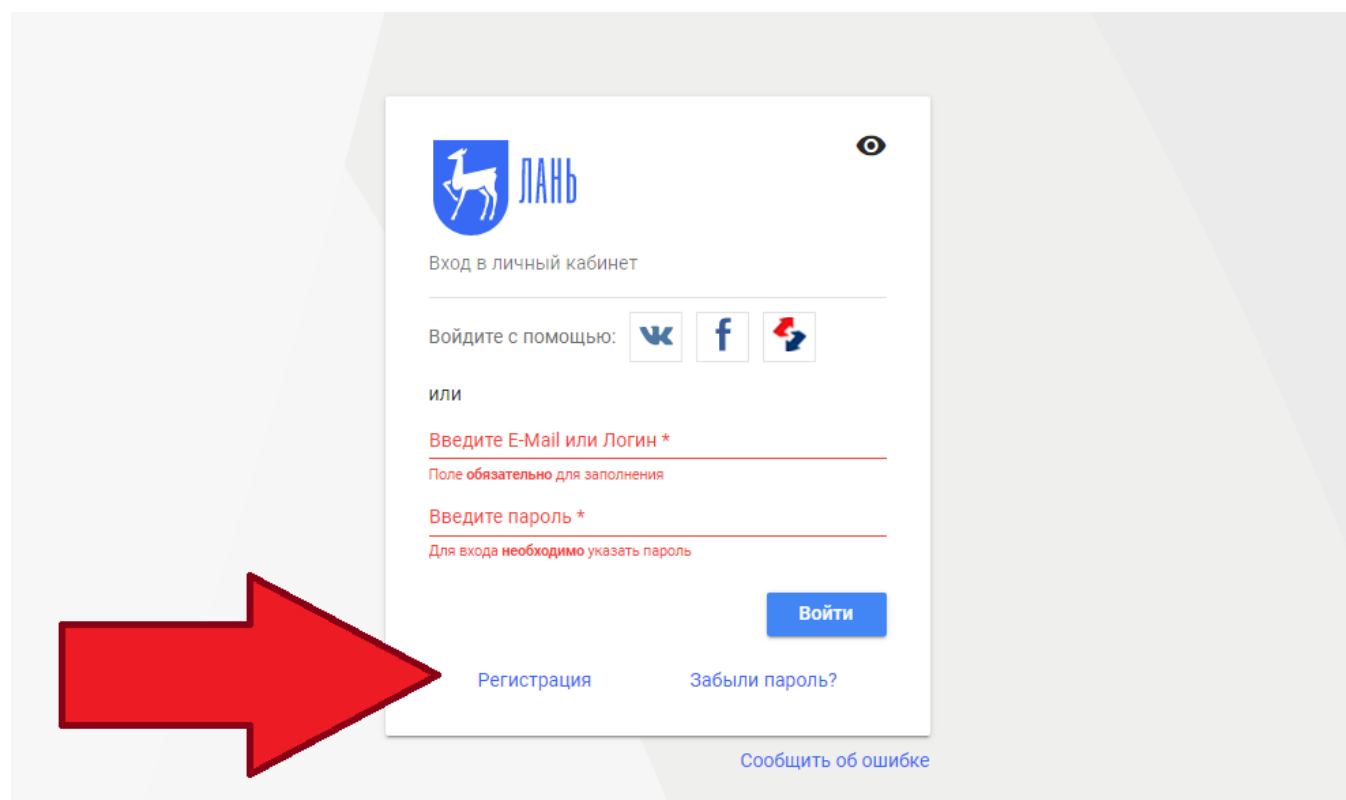 ЛАНЬ
Вход в личный кабинет
Войдите с помощью:
или
Введите E-Mail или Логин *
Поле обязательно для заполнения
Введите пароль *
Для входа необходимо указать пароль
Войти
Регистрация Забыли пароль?
Сообщить об ошибке